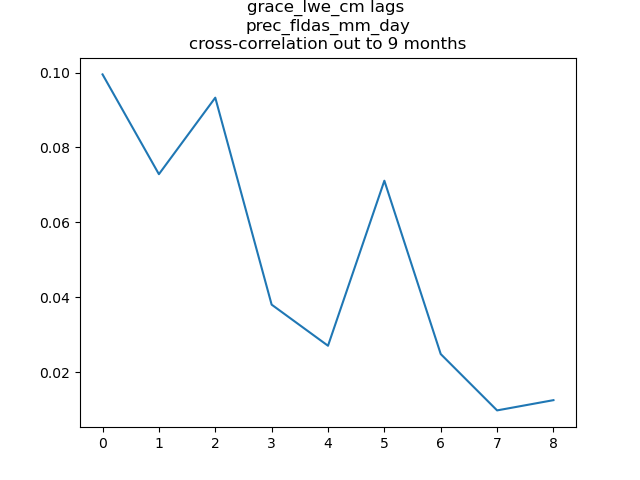 grace_lwe_cm lags
prec_fldas_mm_day
cross-correlation out to 9 months
0.10
0.08
0.06
0.04
0.02
0 1 2 3 4 5 6 7 8